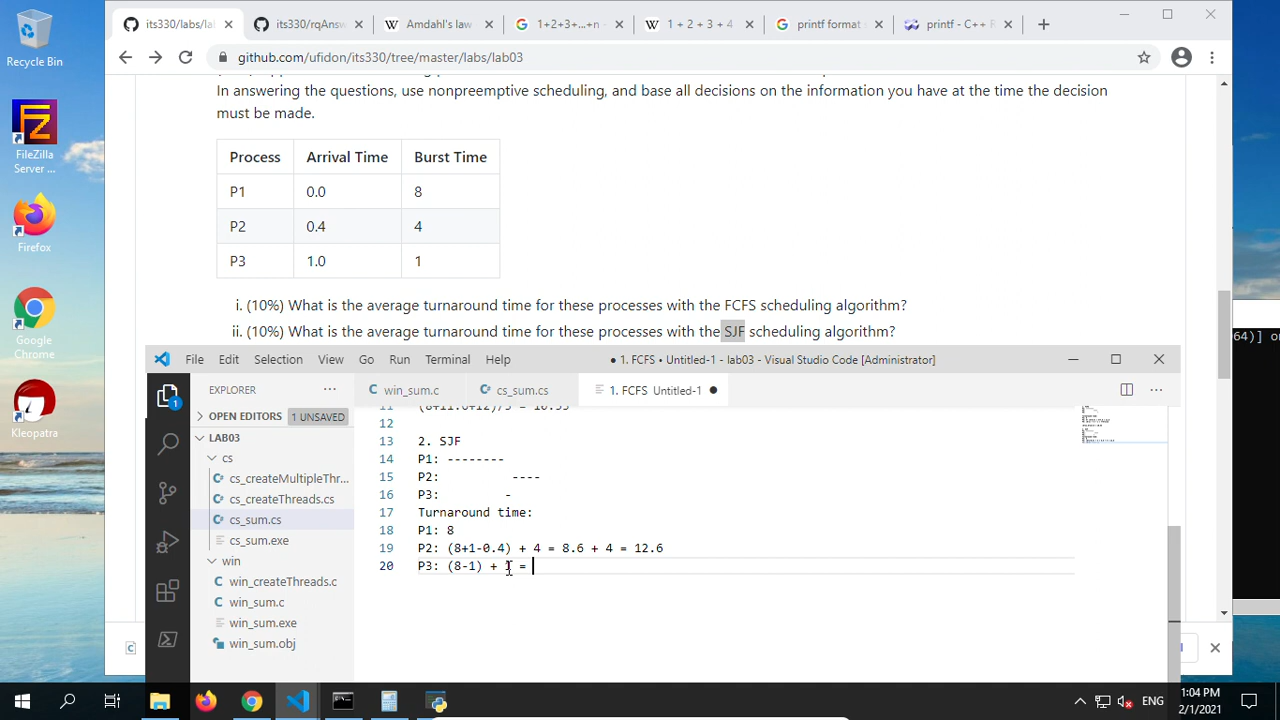 Recycle Bin
FileZilla
Server ...
Firefox
Google
Chrome
Kleopatra
its330/labs/la
its330/rqAnsw
Amdahl's law
1+2+3+...+n -
1 + 2 + 3 + 4
printf format
printf - C++ R
github.com/ufidon/its330/tree/master/labs/lab03
In answering the questions, use nonpreemptive scheduling, and base all decisions on the information you have at the time the decision
must be made.
Process Arrival Time Burst Time
P1 0.0 8
P2 0.4 4
P3 1.0 1
i. (10%) What is the average turnaround time for these processes with the FCFS scheduling algorithm?
ii. (10%) What is the average turnaround time for these processes with the SJF scheduling algorithm?
File Edit Selection View Go Run Terminal Help
● 1. FCFS • Untitled-1 - lab03 - Visual Studio Code [Administrator]
EXPLORER ...
win_sum.c cs_sum.cs 1. FCFS Untitled-1 ●
OPEN EDITORS 1 UNSAVED
LAB03
cs
cs_createMultipleThr...
cs_createThreads.cs
cs_sum.cs
cs_sum.exe
win
win_createThreads.c
win_sum.c
win_sum.exe
win_sum.obj
12
13 2. SJF
14 P1: --------
15 P2: ----
16 P3: -
17 Turnaround time:
18 P1: 8
19 P2: (8+1-0.4) + 4 = 8.6 + 4 = 12.6
20 P3: (8-1) + 1 =
64)] o
1
ENG
1:04 PM
2/1/2021